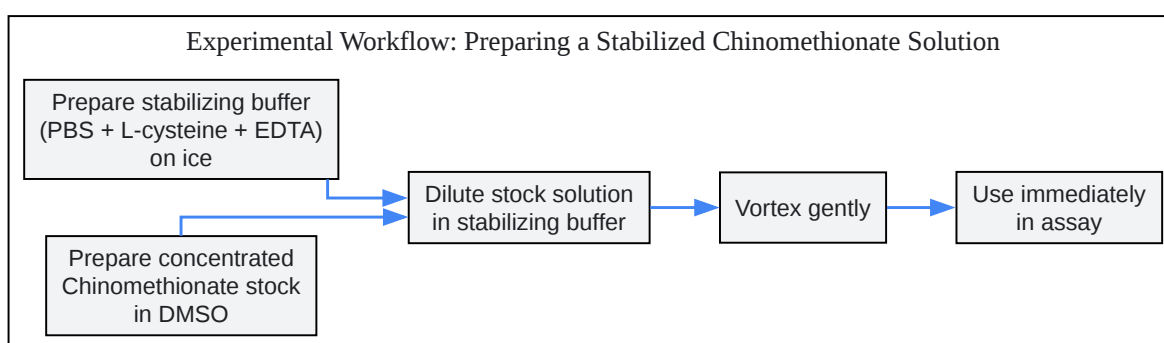 Experimental Workflow: Preparing a Stabilized Chinomethionate Solution
Prepare stabilizing buffer
(PBS + L-cysteine + EDTA)
on ice
Prepare concentrated
Chinomethionate stock
in DMSO
Dilute stock solution
in stabilizing buffer
Vortex gently
Use immediately
in assay